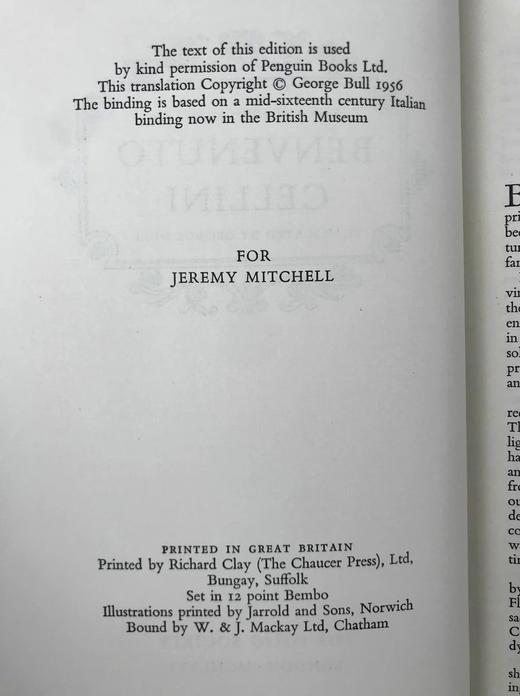 The text of this edition is used
by kind permission of Penguin Books Ltd.
This translation Copyright © George Bull 1956
The binding is based on a mid-sixteenth century Italian
binding now in the British Museum
BENVENUTO
CELLINI
FOR
JEREMY MITCHELL
PRINTED IN GREAT BRITAIN
Printed by Richard Clay (The Chaucer Press), Ltd,
Bungay, Suffolk
Set in 12 point Bembo
Illustrations printed by Jarrold and Sons, Norwich
Bound by W. & J. Mackay Ltd, Chatham